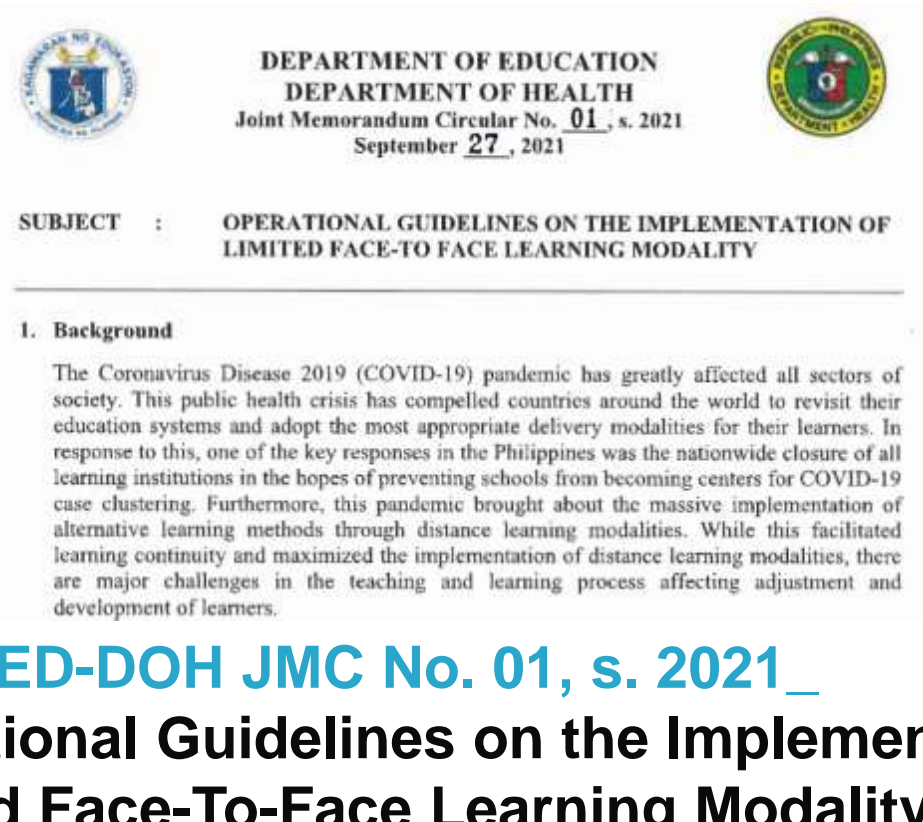 DEPARTMENT OF EDUCATION
DEPARTMENT OF HEALTH
Joint Memorandum Circular No. 01, s. 2021
September 27, 2021
SUBJECT : OPERATIONAL GUIDELINES ON THE IMPLEMENTATION OF
LIMITED FACE-TO FACE LEARNING MODALITY
1. Background
The Coronavirus Disease 2019 (COVID-19) pandemic has greatly affected all sectors of
society. This public health crisis has compelled countries around the world to revisit their
education systems and adopt the most appropriate delivery modalities for their learners. In
response to this, one of the key responses in the Philippines was the nationwide closure of all
learning institutions in the hopes of preventing schools from becoming centers for COVID-19
case clustering. Furthermore, this pandemic brought about the massive implementation of
alternative learning methods through distance learning modalities. While this facilitated
learning continuity and maximized the implementation of distance learning modalities, there
are major challenges in the teaching and learning process affecting adjustment and
development of learners.
ED-DOH JMC No. 01, s. 2021_
tional Guidelines on the Implemen
d Face-To-Face Learning Modality